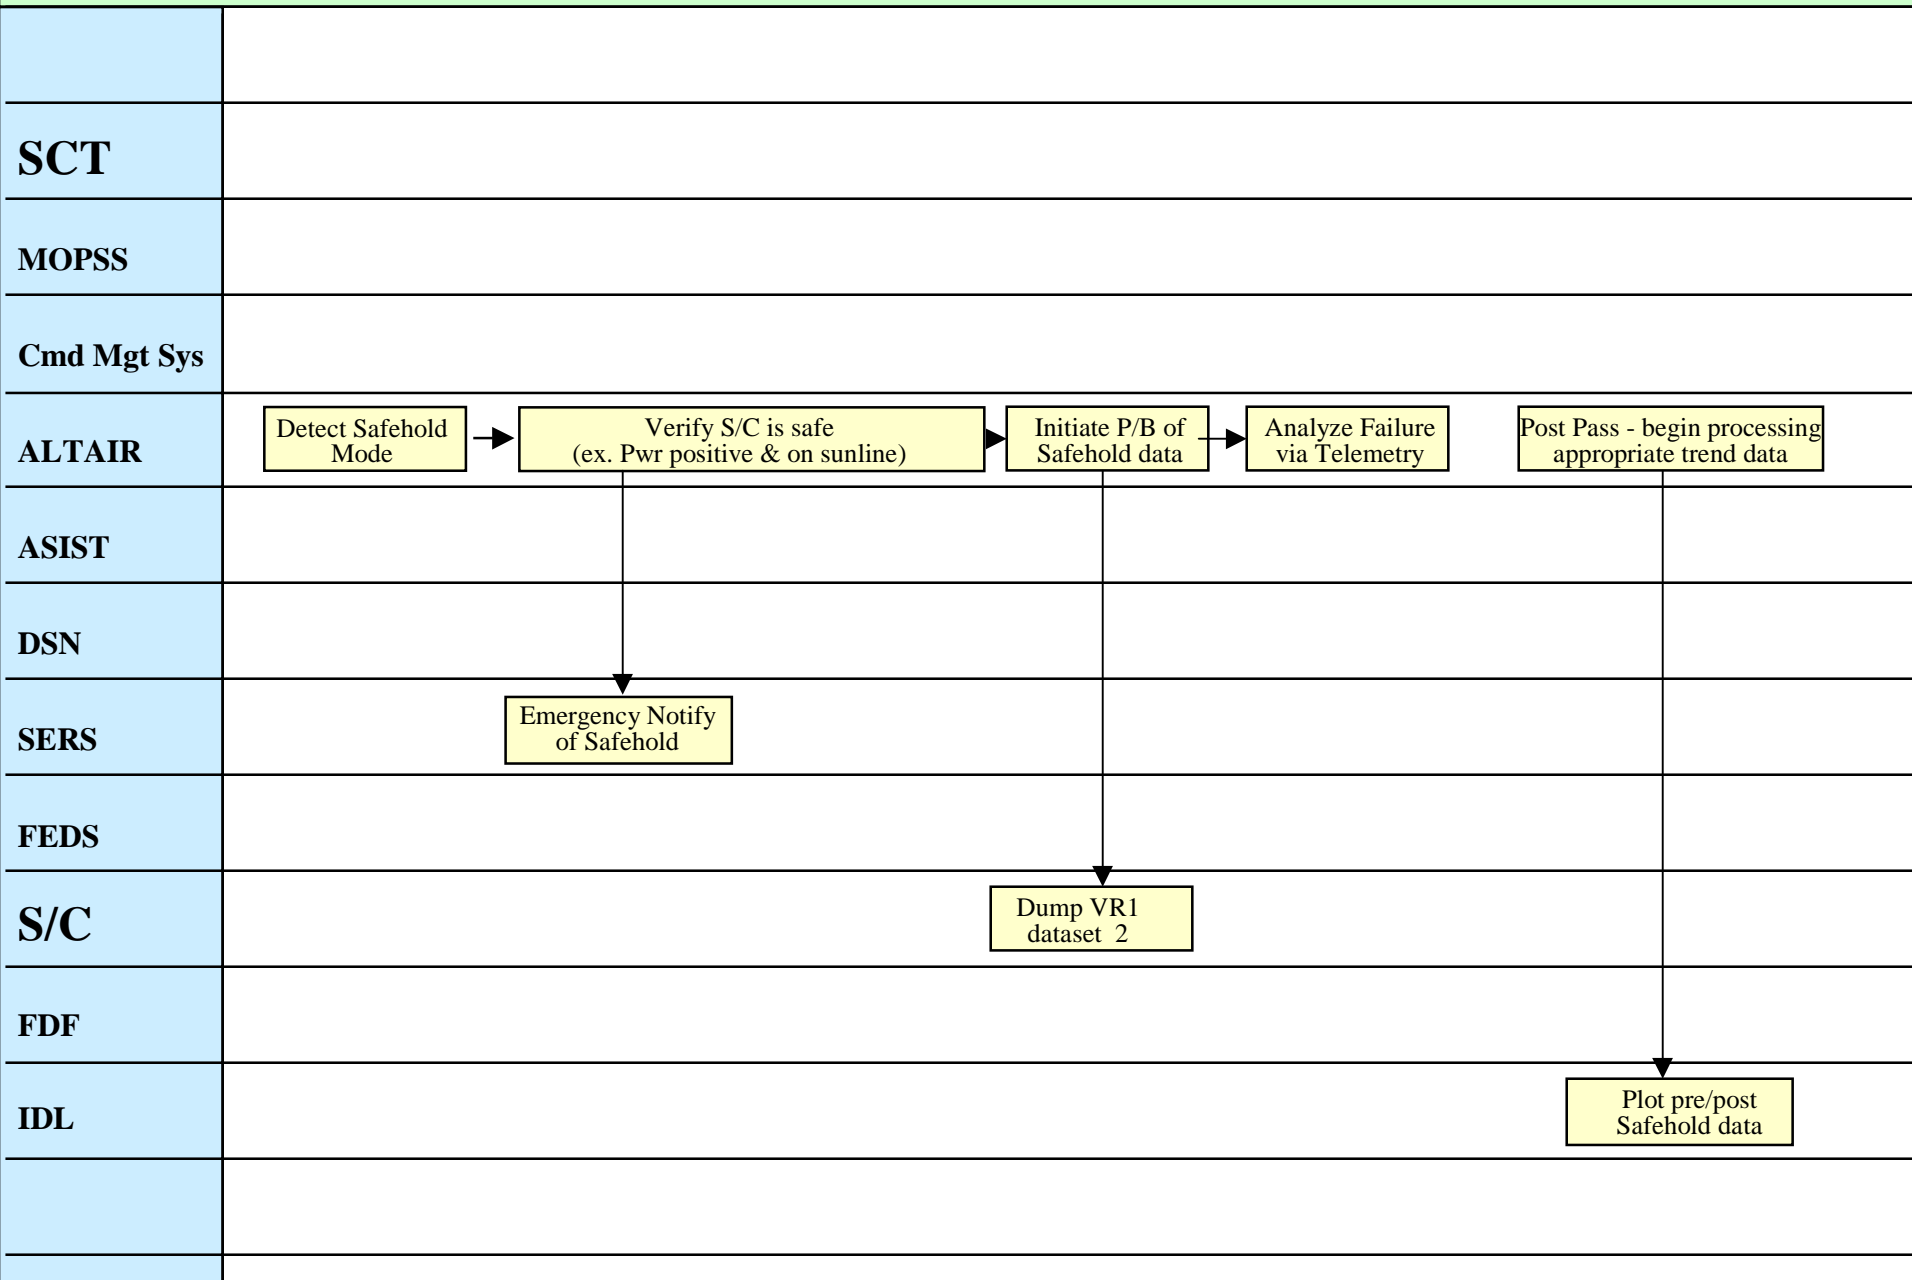 SCT
MOPSS
Cmd Mgt Sys
ALTAIR
Detect Safehold
Mode
Verify S/C is safe
(ex. Pwr positive & on sunline)
Initiate P/B of
Safehold data
Analyze Failure
via Telemetry
Post Pass - begin processing
appropriate trend data
ASIST
DSN
SERS
Emergency Notify
of Safehold
FEDS
S/C
Dump VR1
dataset 2
FDF
IDL
Plot pre/post
Safehold data